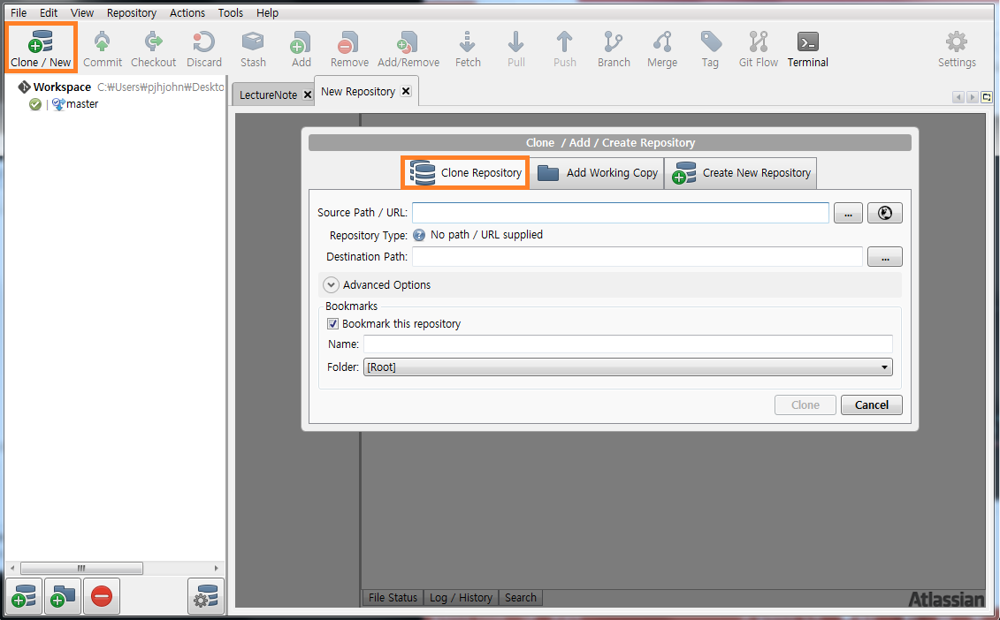 File Edit View Repository Actions Tools Help
Clone / New Commit Checkout Discard Stash Add Remove Add/Remove Fetch Pull Push Branch Merge Tag Git Flow Terminal Settings
Workspace C:₩Users₩pjhjohn₩Deskto
master
LectureNote New Repository
Clone / Add / Create Repository
Clone Repository Add Working Copy Create New Repository
Source Path / URL: ...
Repository Type: ? No path / URL supplied
Destination Path: ...
Advanced Options
Bookmarks
Bookmark this repository
Name:
Folder: [Root]
Clone Cancel
File Status Log / History Search
Atlassian